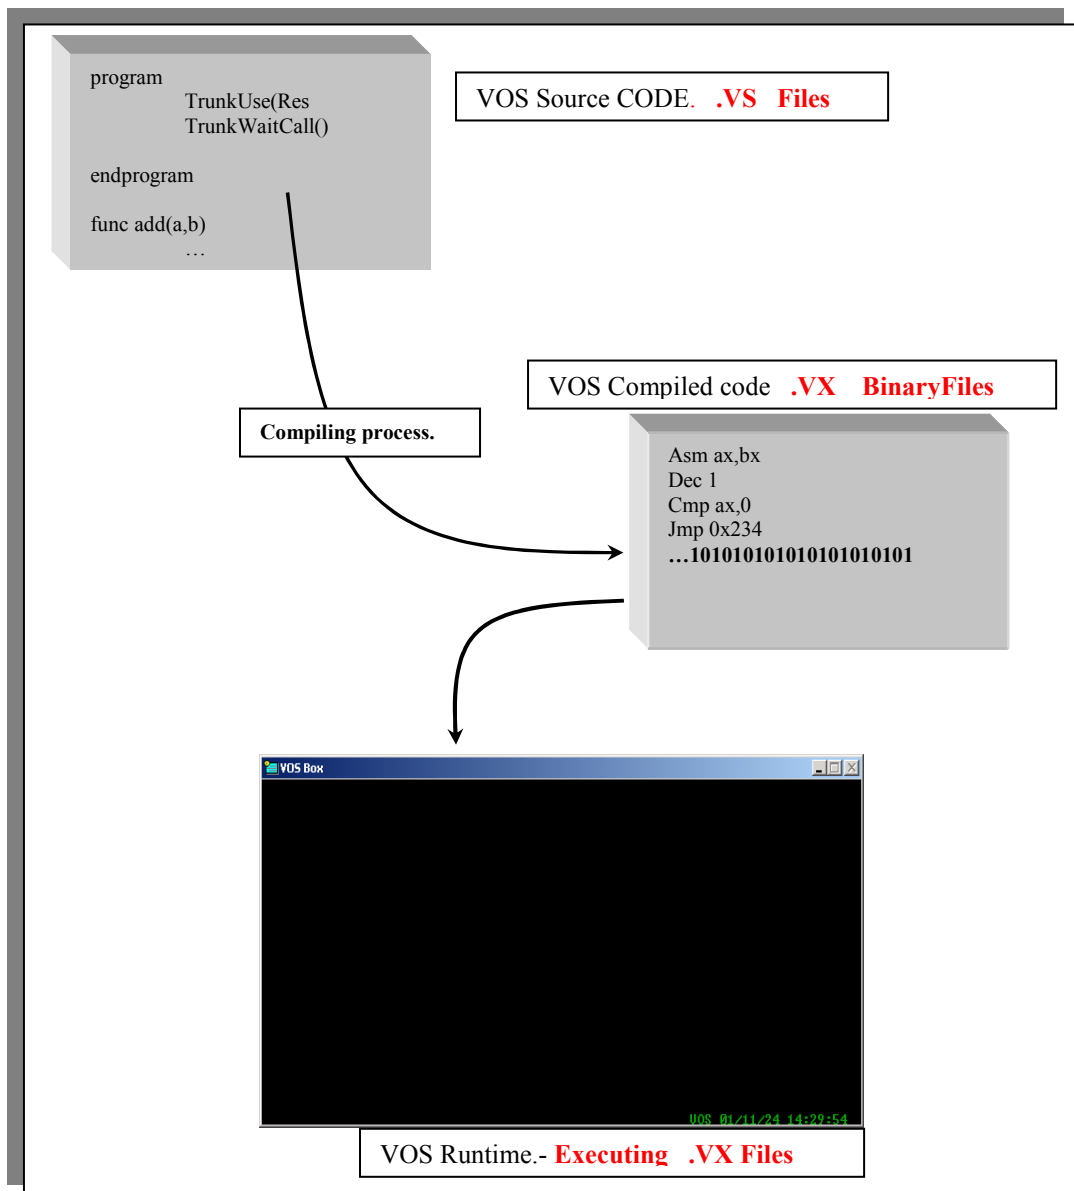 program
TrunkUse(Res
TrunkWaitCall()
endprogram
func add(a,b)
…
VOS Source CODE. .VS Files
VOS Compiled code .VX BinaryFiles
Compiling process.
Asm ax,bx
Dec 1
Cmp ax,0
Jmp 0x234
…101010101010101010101
VOS Box
VOS 01/11/24 14:29:54
VOS Runtime.- Executing .VX Files